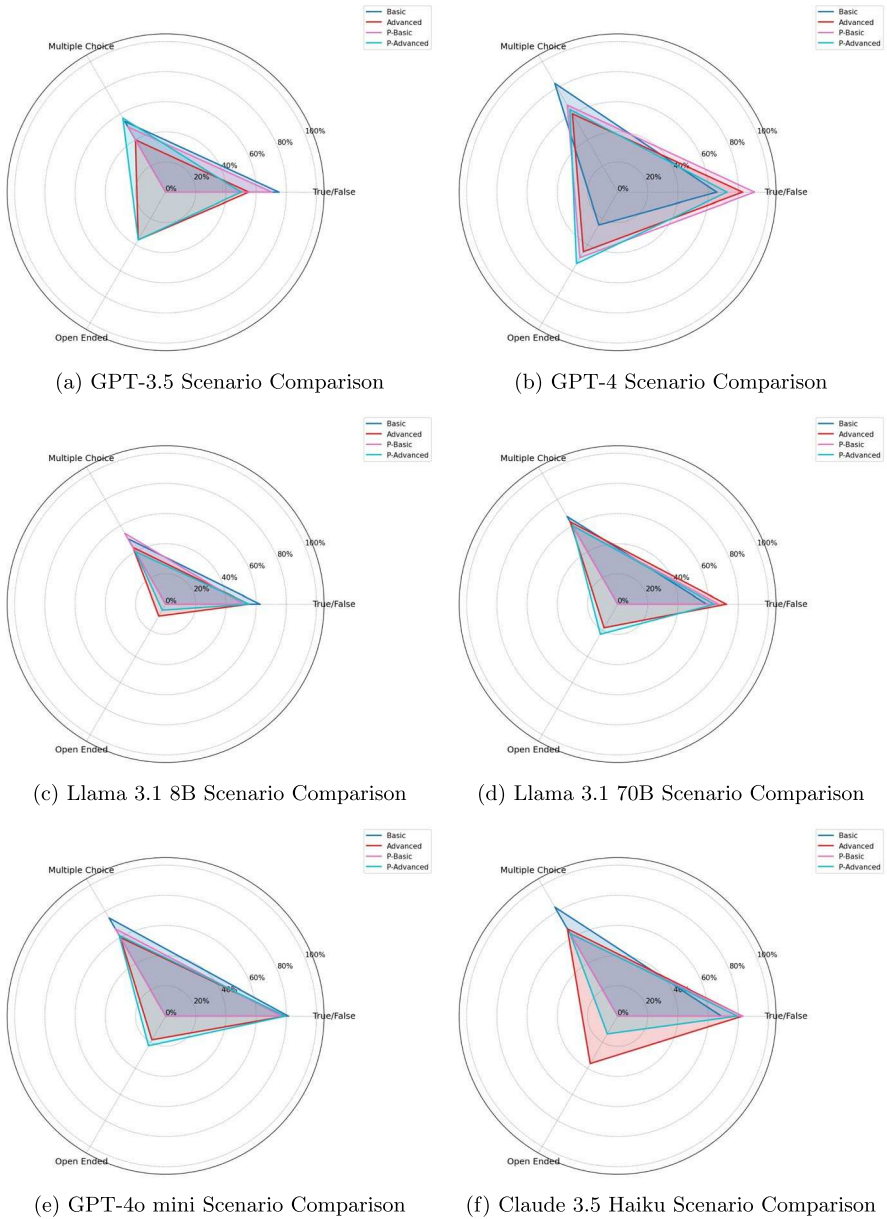 Basic
Advanced
P-Basic
P-Advanced
Multiple Choice
100%
80%
60%
40%
20%
0%
True/False
Open Ended
(a) GPT-3.5 Scenario Comparison
Basic
Advanced
P-Basic
P-Advanced
Multiple Choice
100%
80%
60%
40%
20%
0%
True/False
Open Ended
(b) GPT-4 Scenario Comparison
Basic
Advanced
P-Basic
P-Advanced
Multiple Choice
100%
80%
60%
40%
20%
0%
True/False
Open Ended
(c) Llama 3.1 8B Scenario Comparison
Basic
Advanced
P-Basic
P-Advanced
Multiple Choice
100%
80%
60%
40%
20%
0%
True/False
Open Ended
(d) Llama 3.1 70B Scenario Comparison
Basic
Advanced
P-Basic
P-Advanced
Multiple Choice
100%
80%
60%
40%
20%
0%
True/False
Open Ended
(e) GPT-4o mini Scenario Comparison
Basic
Advanced
P-Basic
P-Advanced
Multiple Choice
100%
80%
60%
40%
20%
0%
True/False
Open Ended
(f) Claude 3.5 Haiku Scenario Comparison